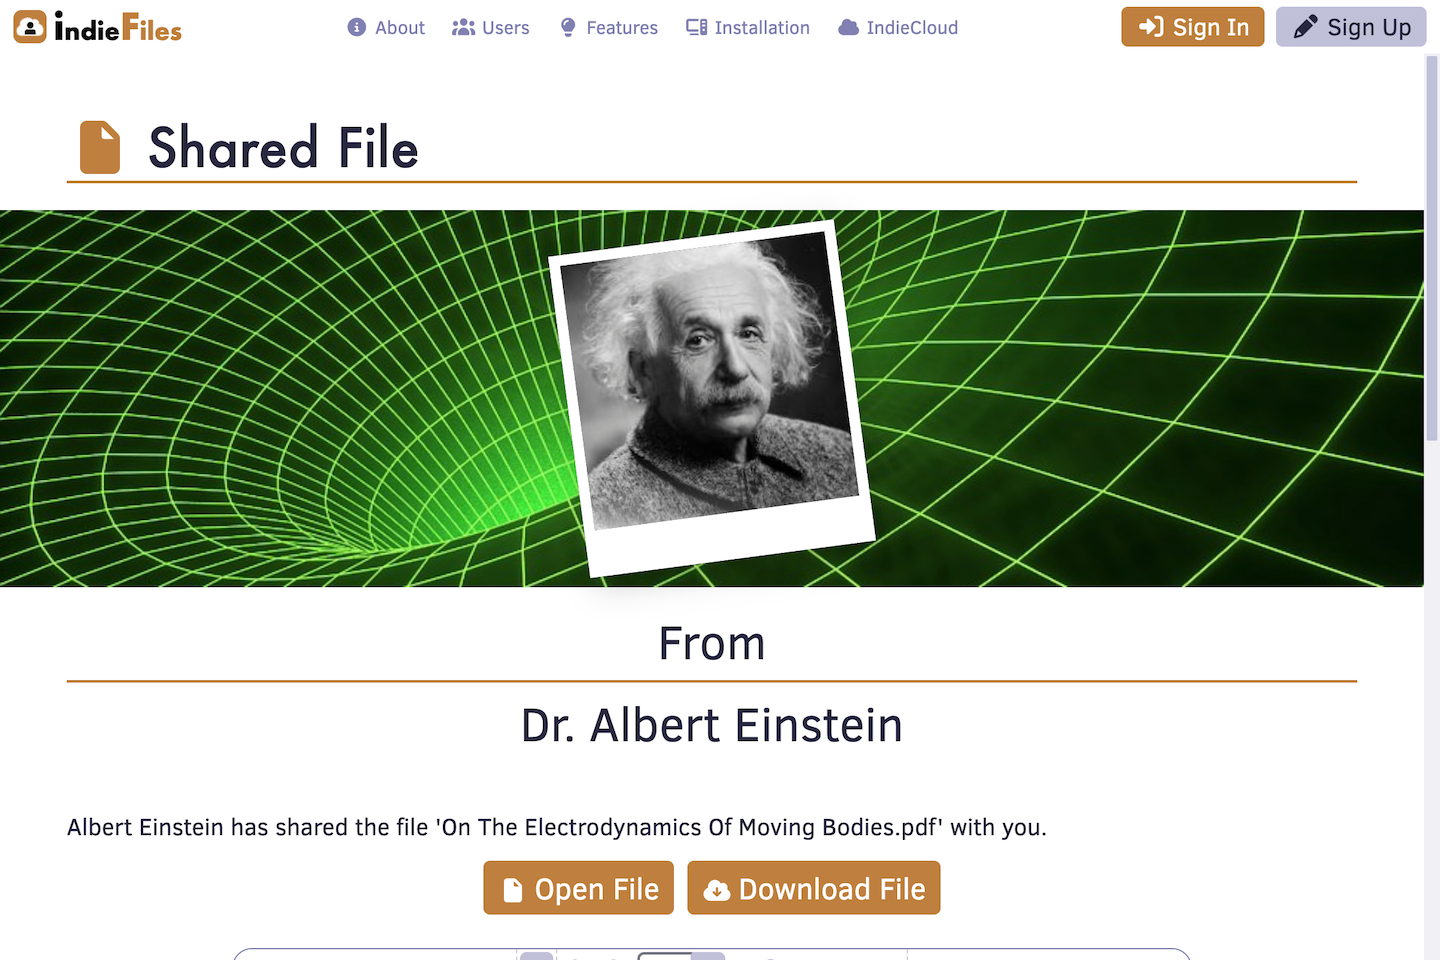 indieFiles
About
Users
Features
Installation
IndieCloud
Sign In
Sign Up
Shared File
From
Dr. Albert Einstein
Albert Einstein has shared the file 'On The Electrodynamics Of Moving Bodies.pdf' with you.
Open File
Download File